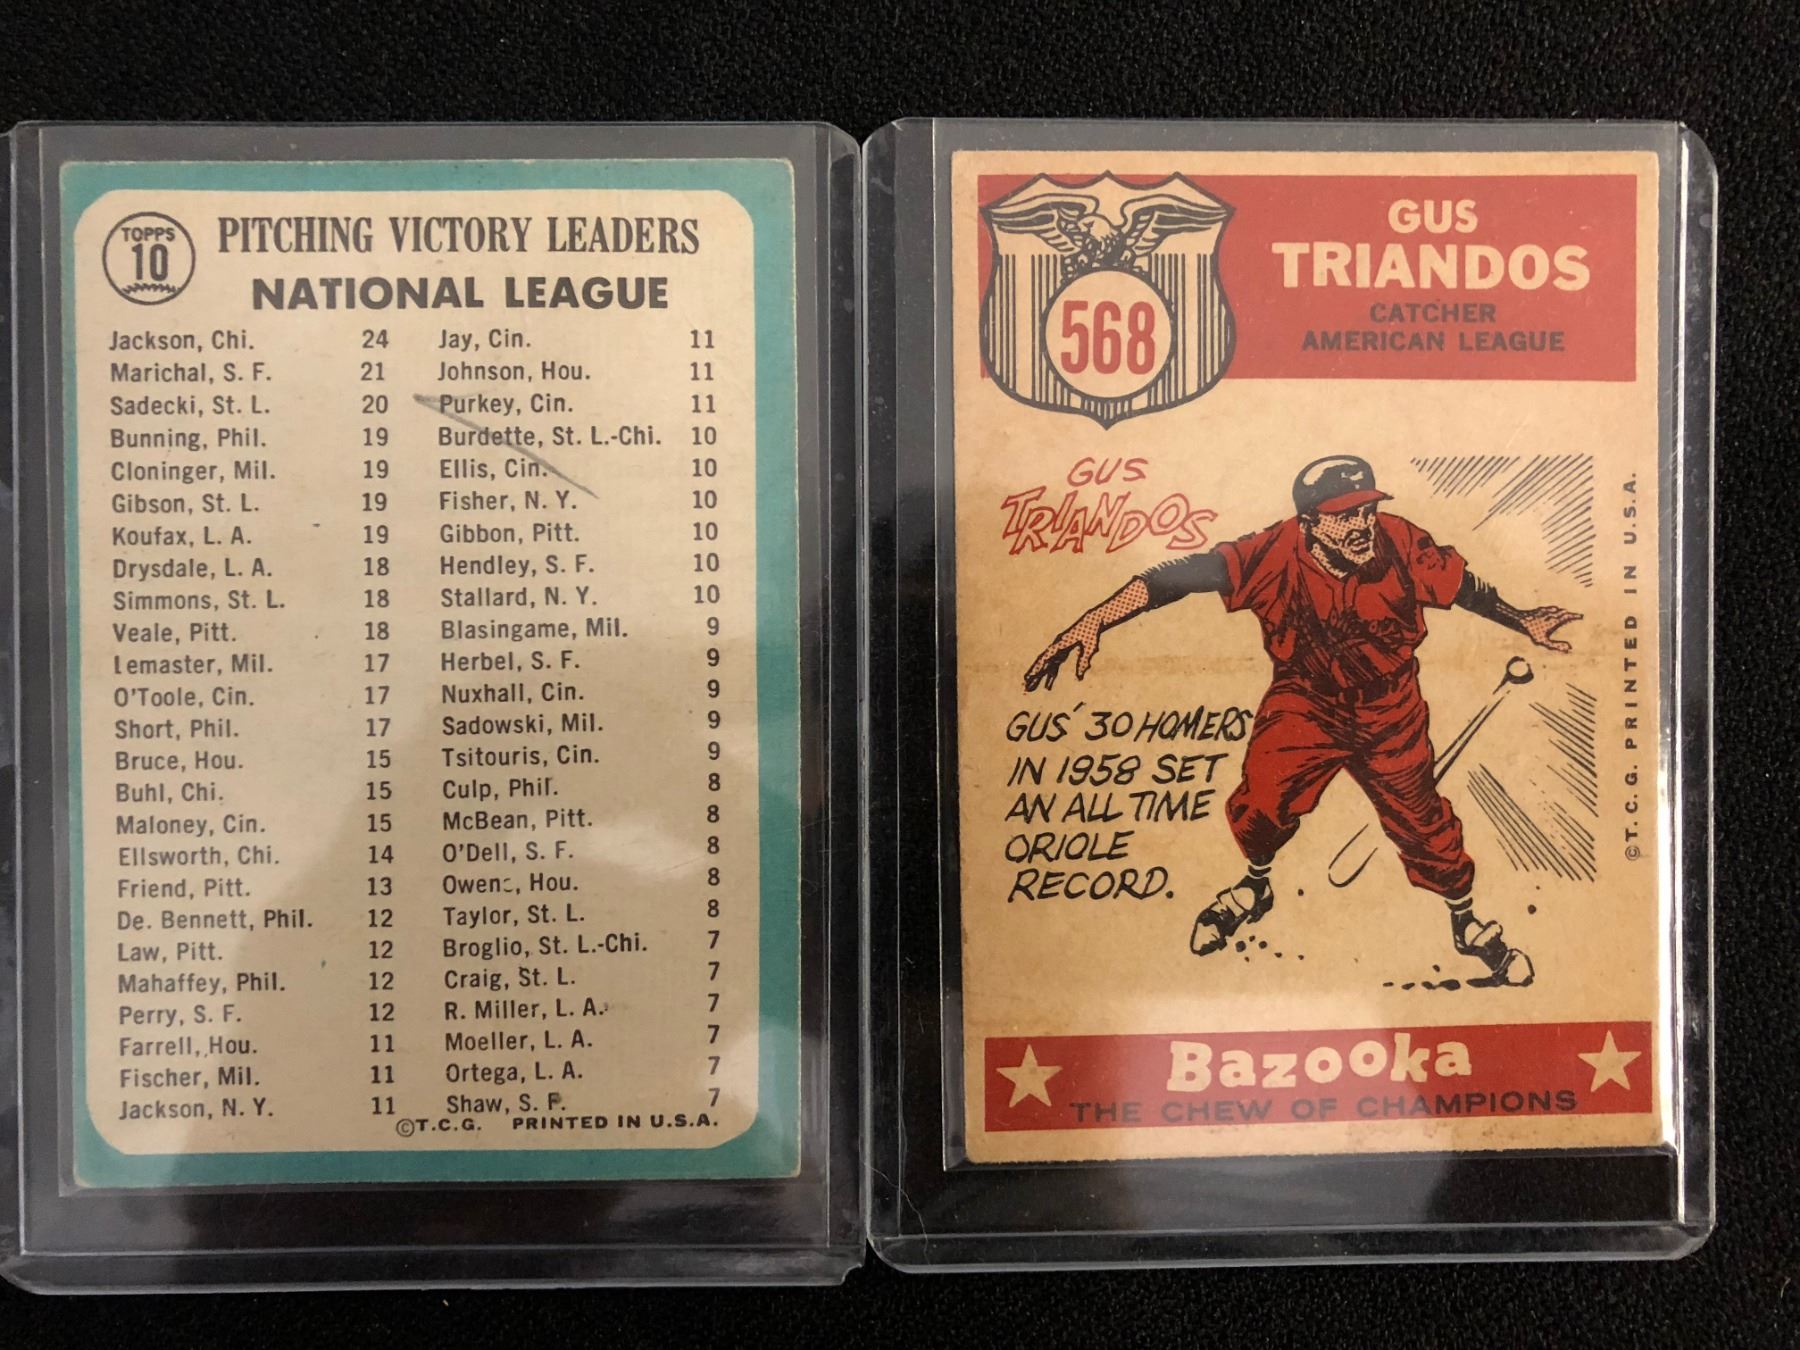 TOPPS
10
PITCHING VICTORY LEADERS
NATIONAL LEAGUE
Jackson, Chi. 24
Marichal, S. F. 21
Sadecki, St. L. 20
Bunning, Phil. 19
Cloninger, Mil. 19
Gibson, St. L. 19
Koufax, L. A. 19
Drysdale, L. A. 18
Simmons, St. L. 18
Veale, Pitt. 18
Lemaster, Mil. 17
O'Toole, Cin. 17
Short, Phil. 17
Bruce, Hou. 15
Buhl, Chi. 15
Maloney, Cin. 15
Ellsworth, Chi. 14
Friend, Pitt. 13
De. Bennett, Phil. 12
Law, Pitt. 12
Mahaffey, Phil. 12
Perry, S. F. 12
Farrell, Hou. 11
Fischer, Mil. 11
Jackson, N. Y. 11
Jay, Cin. 11
Johnson, Hou. 11
Purkey, Cin. 11
Burdette, St. L.-Chi. 10
Ellis, Cin. 10
Fisher, N. Y. 10
Gibbon, Pitt. 10
Hendley, S. F. 10
Stallard, N. Y. 10
Blasingame, Mil. 9
Herbel, S. F. 9
Nuxhall, Cin. 9
Sadowski, Mil. 9
Tsitouris, Cin. 9
Culp, Phil. 8
McBean, Pitt. 8
O'Dell, S. F. 8
Owens, Hou. 8
Taylor, St. L. 8
Broglio, St. L.-Chi. 7
Craig, St. L. 7
R. Miller, L. A. 7
Moeller, L. A. 7
Ortega, L. A. 7
Shaw, S. F. 7
©T.C.G. PRINTED IN U.S.A.
568
GUS
TRIANDOS
CATCHER
AMERICAN LEAGUE
GUS
TRIANDOS
GUS' 30 HOMERS
IN 1958 SET
AN ALL TIME
ORIOLE
RECORD.
© T. C. G. PRINTED IN U.S.A.
Bazooka
THE CHEW OF CHAMPIONS